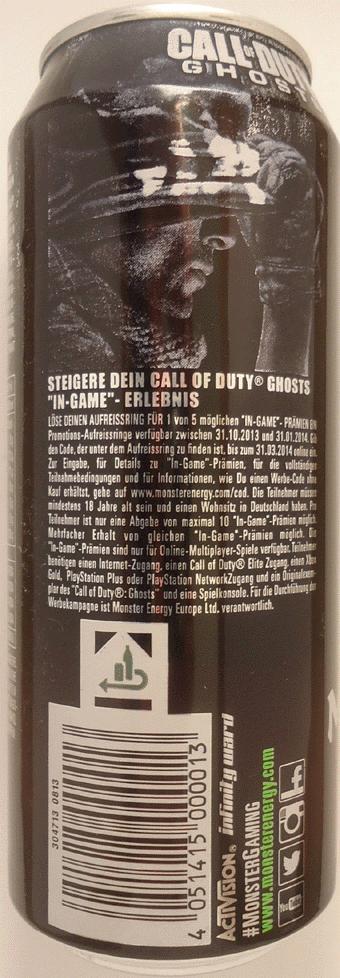 CALL OF DUTY
GHOSTS
STEIGERE DEIN CALL OF DUTY® GHOSTS
"IN-GAME"- ERLEBNIS
LÖSE DEINEN AUFREISSRING FÜR 1 von 5 möglichen "IN-GAME"- PRÄMIEN EIN
Promotions-Aufreissringe verfügbar zwischen 31.10.2013 und 31.01.2014. Gib
den Code, der unter dem Aufreissring zu finden ist, bis zum 31.03.2014 online ein.
Zur Eingabe, für Details zu "In-Game"-Prämien, für die vollständigen
Teilnahmebedingungen und für Informationen, wie Du einen Werbe-Code ohne
Kauf erhältst, gehe auf www.monsterenergy.com/cod. Die Teilnehmer müssen
mindestens 18 Jahre alt sein und einen Wohnsitz in Deutschland haben. Pro
Teilnehmer ist nur eine Abgabe von maximal 10 "In-Game"-Prämien möglich.
Mehrfacher Erhalt von gleichen "In-Game"- Prämien möglich. Die
"In-Game"-Prämien sind nur für Online-Multiplayer-Spiele verfügbar. Teilnehmer
benötigen einen Internet-Zugang, einen Call of Duty® Elite Zugang, einen Xbox
Gold, PlayStation Plus oder PlayStation NetworkZugang und ein Originalexem-
plar des "Call of Duty®: Ghosts" und eine Spielkonsole. Für die Durchführung der
Werbekampagne ist Monster Energy Europe Ltd. verantwortlich.
304713 0813
4 051415 000013
ACTIVISION® infinity ward
#MONSTERGAMING
www.monsterenergy.com
You Tube